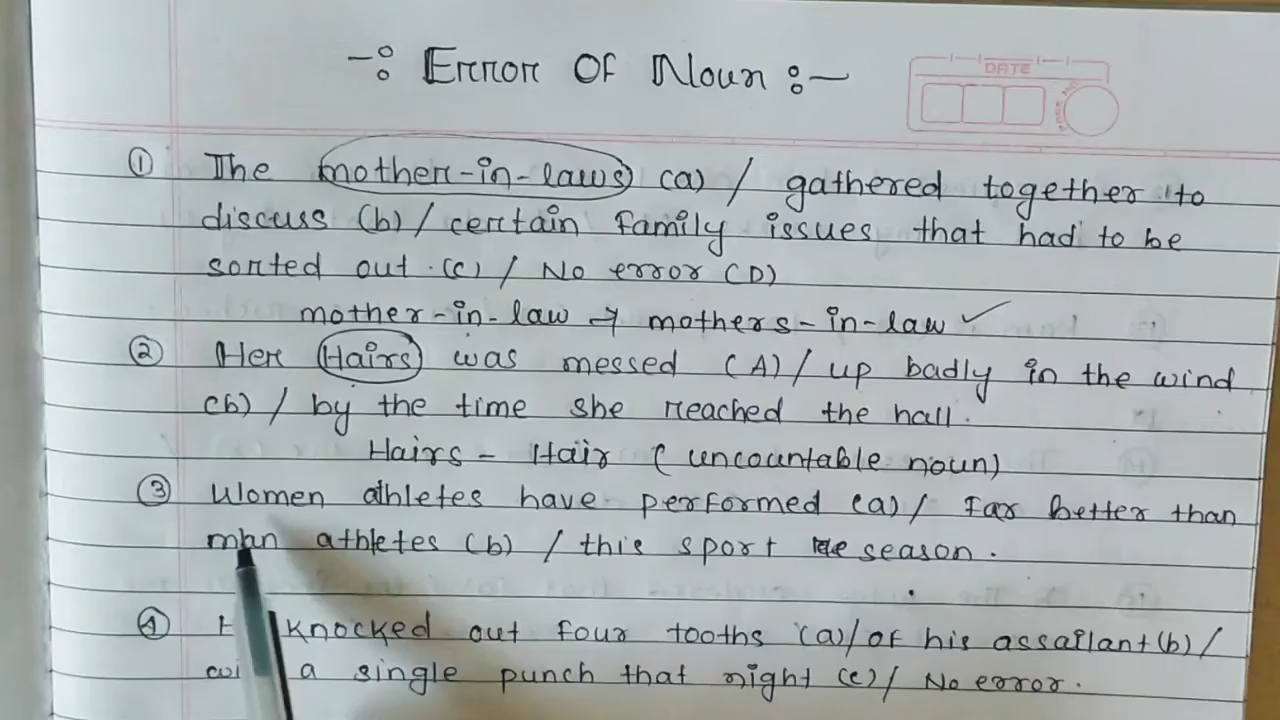 -: Error Of Noun :-
DATE
① The mother-in-laws (a) / gathered together to
discuss (b) / certain family issues that had to be
sorted out (c) / No error (D)
mother-in-law → mothers-in-law ✓
② Her Hairs was messed (A) / up badly in the wind
(b) / by the time she reached the hall.
Hairs - Hair (uncountable noun)
③ Women athletes have performed (a) / far better than
athletes (b) / this sport season.
④ knocked out four tooths (a) / of his assailant (b) /
a single punch that night (c) / No error.